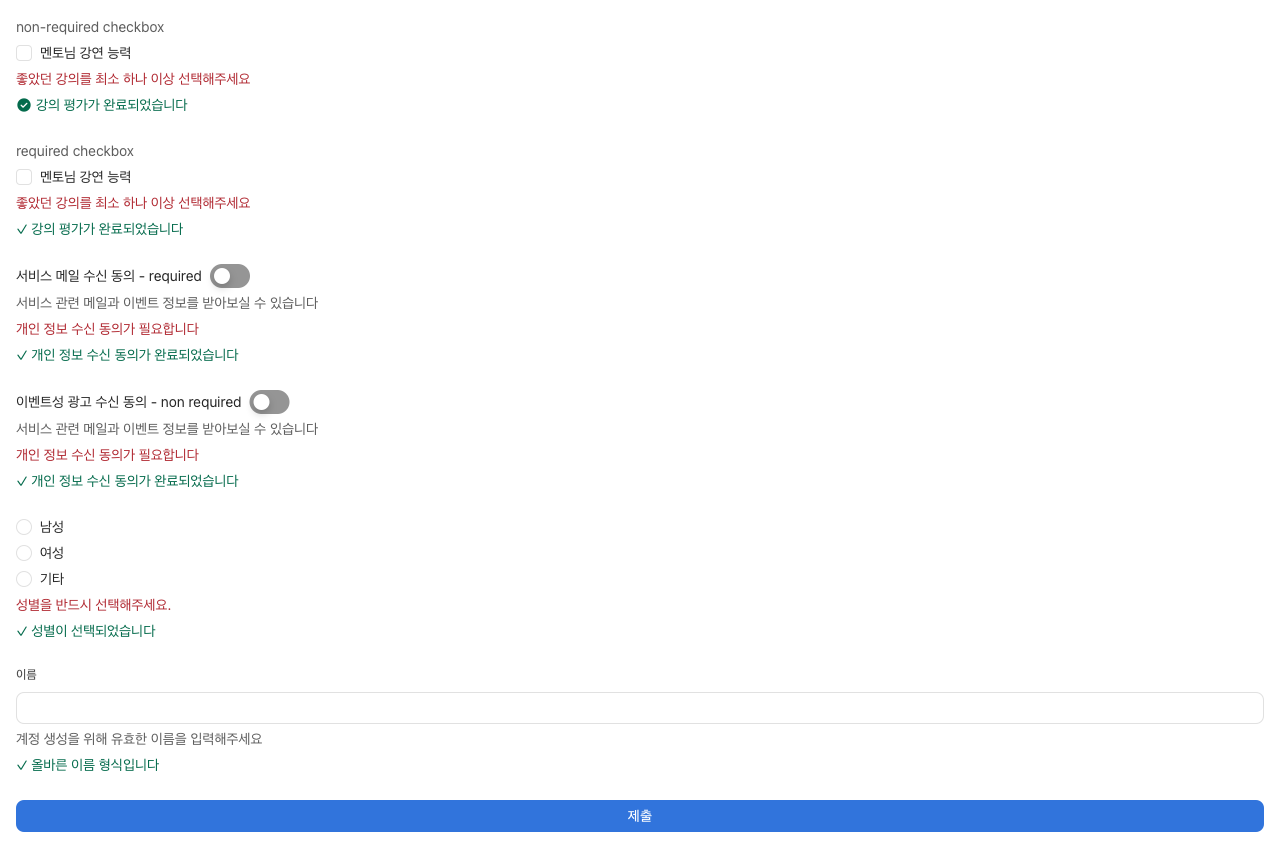 non-required checkbox
멘토님 강연 능력
좋았던 강의를 최소 하나 이상 선택해주세요
강의 평가가 완료되었습니다
required checkbox
멘토님 강연 능력
좋았던 강의를 최소 하나 이상 선택해주세요
강의 평가가 완료되었습니다
서비스 메일 수신 동의 - required
서비스 관련 메일과 이벤트 정보를 받아보실 수 있습니다
개인 정보 수신 동의가 필요합니다
개인 정보 수신 동의가 완료되었습니다
이벤트성 광고 수신 동의 - non required
서비스 관련 메일과 이벤트 정보를 받아보실 수 있습니다
개인 정보 수신 동의가 필요합니다
개인 정보 수신 동의가 완료되었습니다
남성
여성
기타
성별을 반드시 선택해주세요.
성별이 선택되었습니다
이름
계정 생성을 위해 유효한 이름을 입력해주세요
올바른 이름 형식입니다
제출